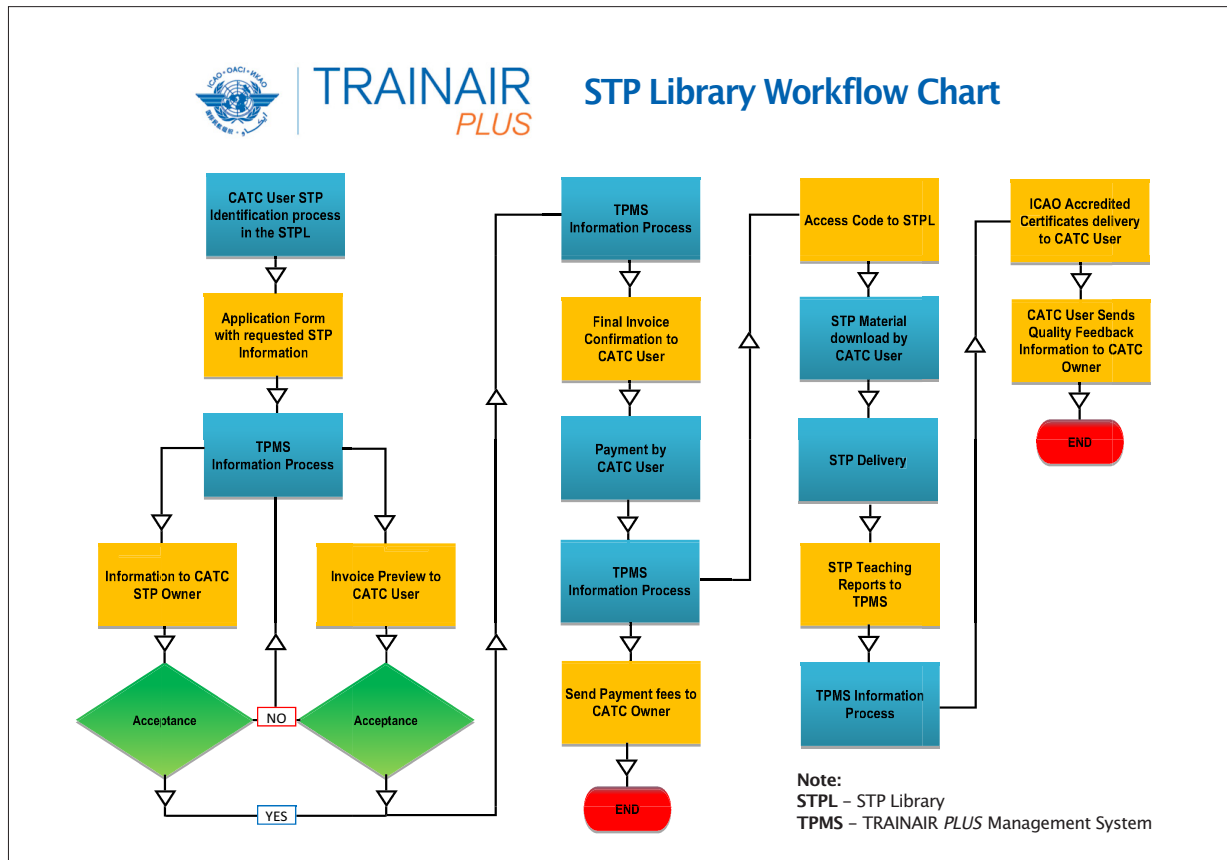 ICAO · OACI · ИКАО
TRAINAIR
PLUS
STP Library Workflow Chart
CATC User STP
Identification process
in the STPL
Application Form
with requested STP
Information
TPMS
Information Process
Information to CATC
STP Owner
Invoice Preview to
CATC User
Acceptance
NO
Acceptance
YES
TPMS
Information Process
Final Invoice
Confirmation to
CATC User
Payment by
CATC User
TPMS
Information Process
Send Payment fees to
CATC Owner
END
Access Code to STPL
STP Material
download by
CATC User
STP Delivery
STP Teaching
Reports to
TPMS
TPMS Information
Process
ICAO Accredited
Certificates delivery
to CATC User
CATC User Sends
Quality Feedback
Information to CATC
Owner
END
Note:
STPL – STP Library
TPMS – TRAINAIR PLUS Management System